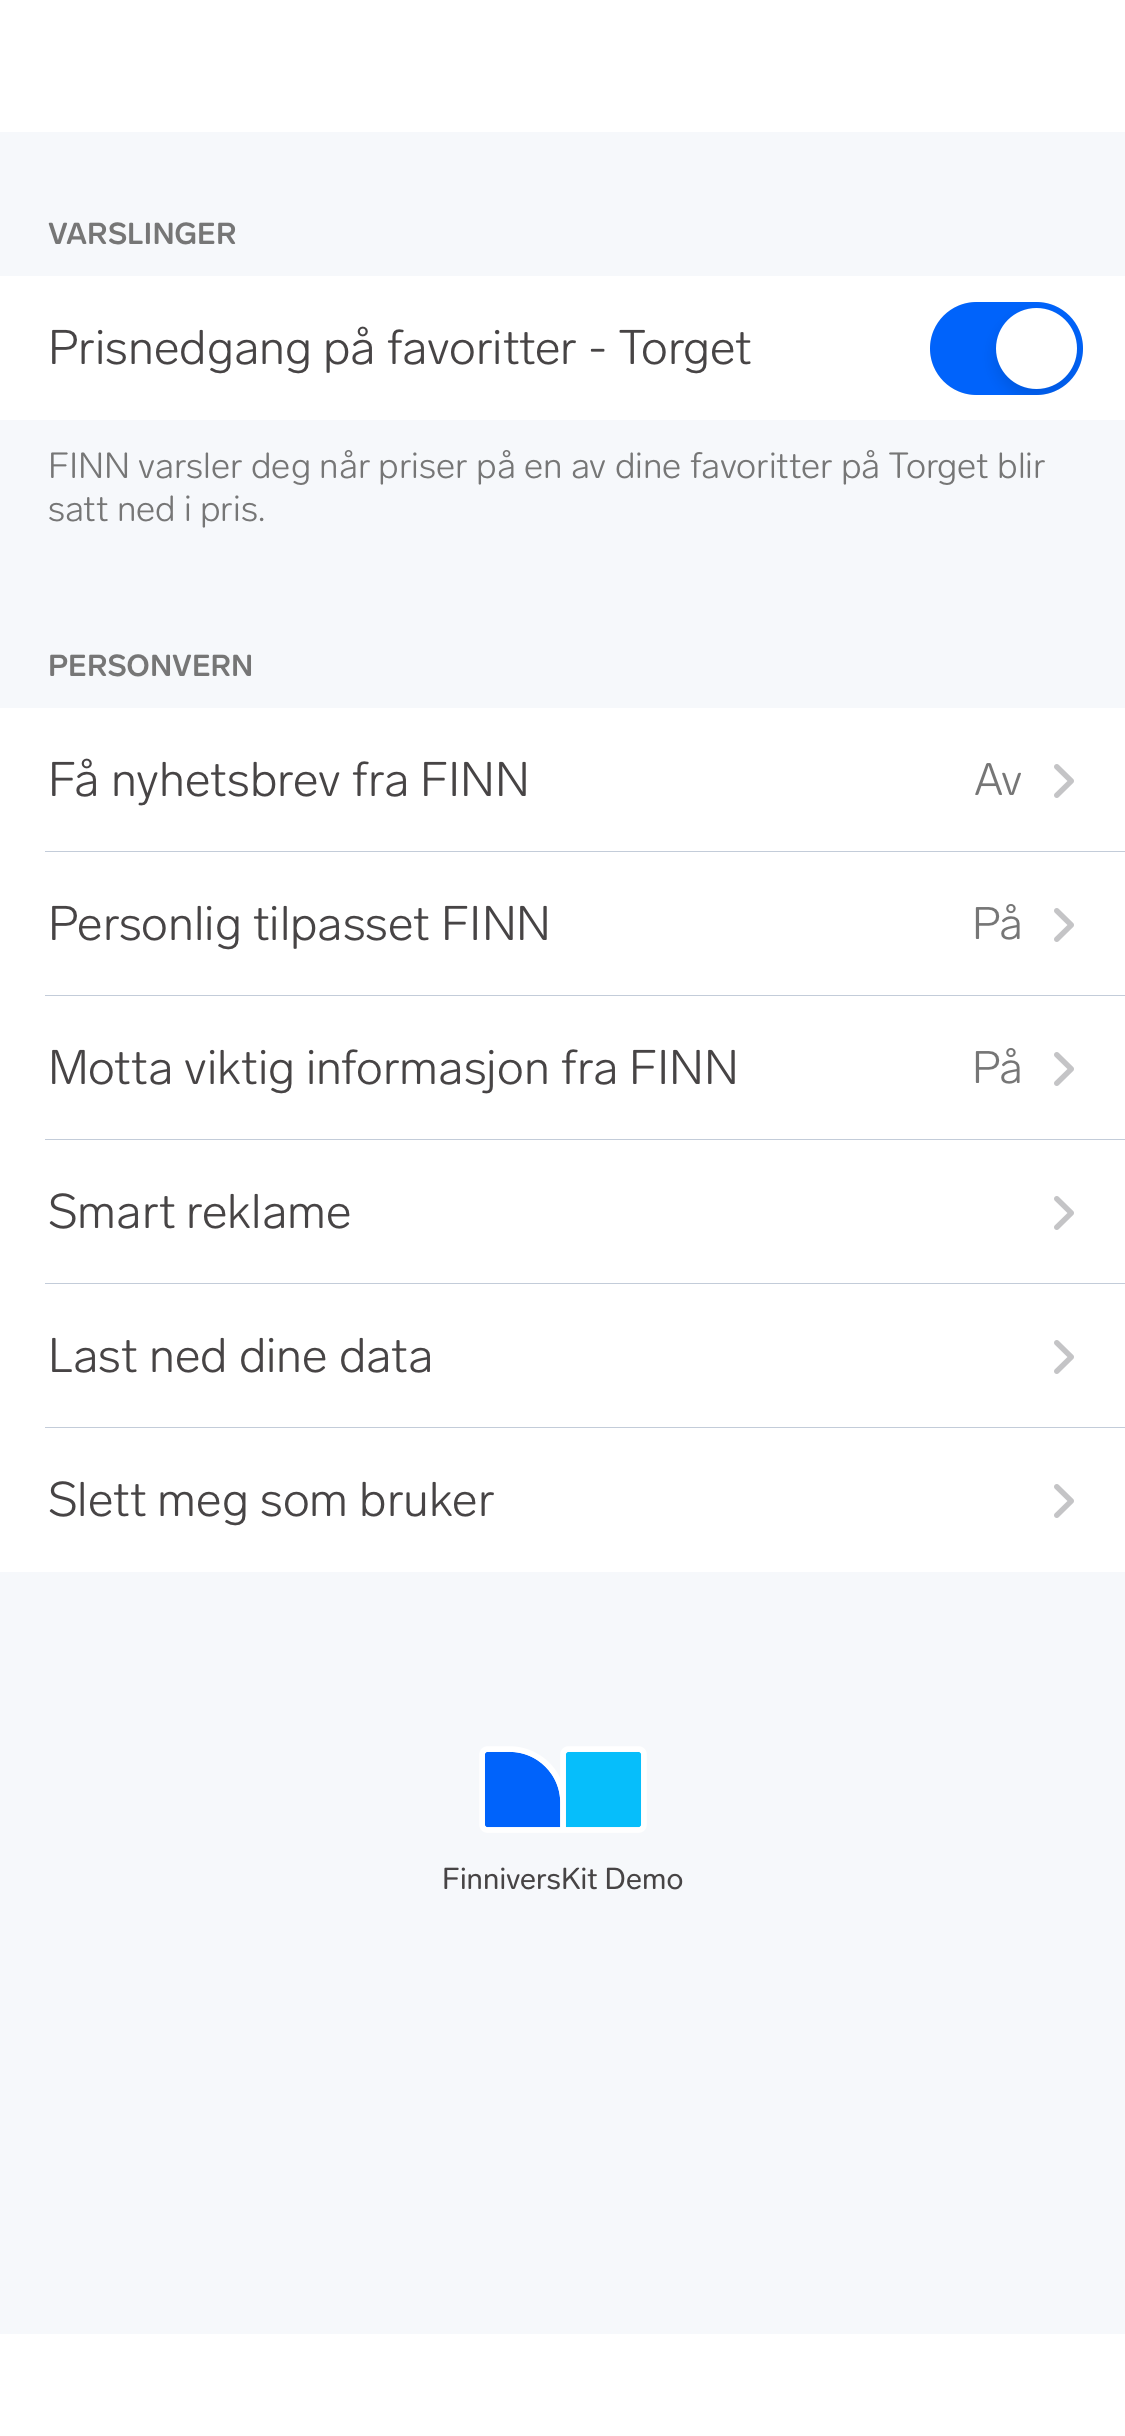 VARSLINGER
Prisnedgang på favoritter - Torget
FINN varsler deg når priser på en av dine favoritter på Torget blir
satt ned i pris.
PERSONVERN
Få nyhetsbrev fra FINN Av
Personlig tilpasset FINN På
Motta viktig informasjon fra FINN På
Smart reklame
Last ned dine data
Slett meg som bruker
FinniversKit Demo